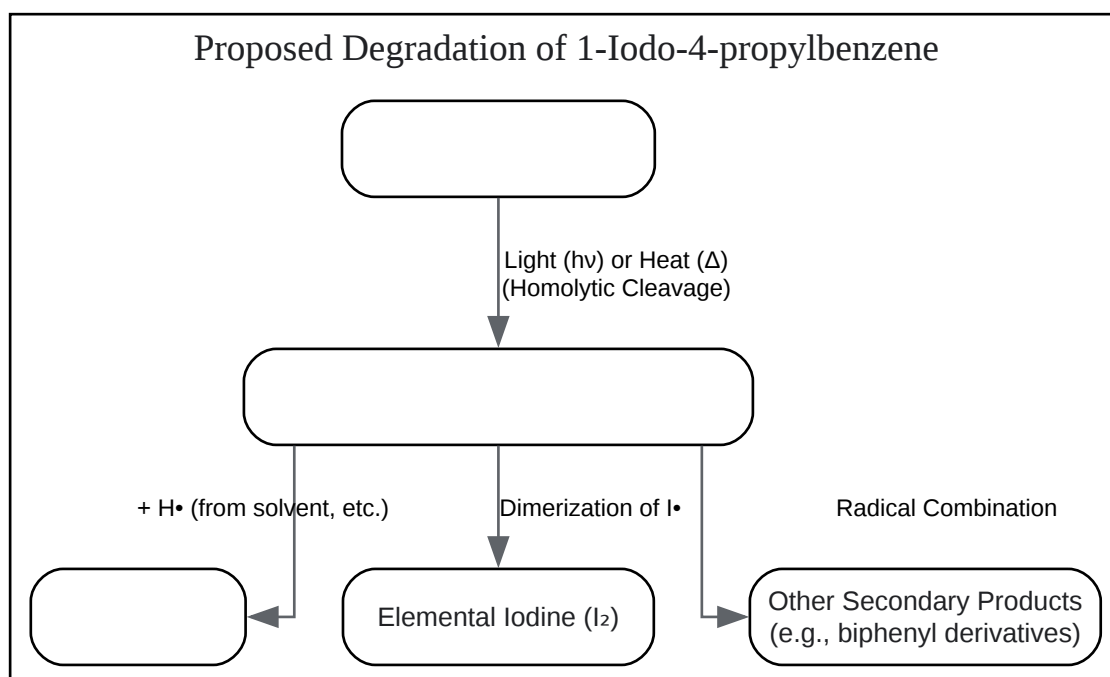 Proposed Degradation of 1-Iodo-4-propylbenzene
Light (hν) or Heat (Δ)
(Homolytic Cleavage)
+ H• (from solvent, etc.)
Dimerization of I•
Radical Combination
Elemental Iodine (I₂)
Other Secondary Products
(e.g., biphenyl derivatives)